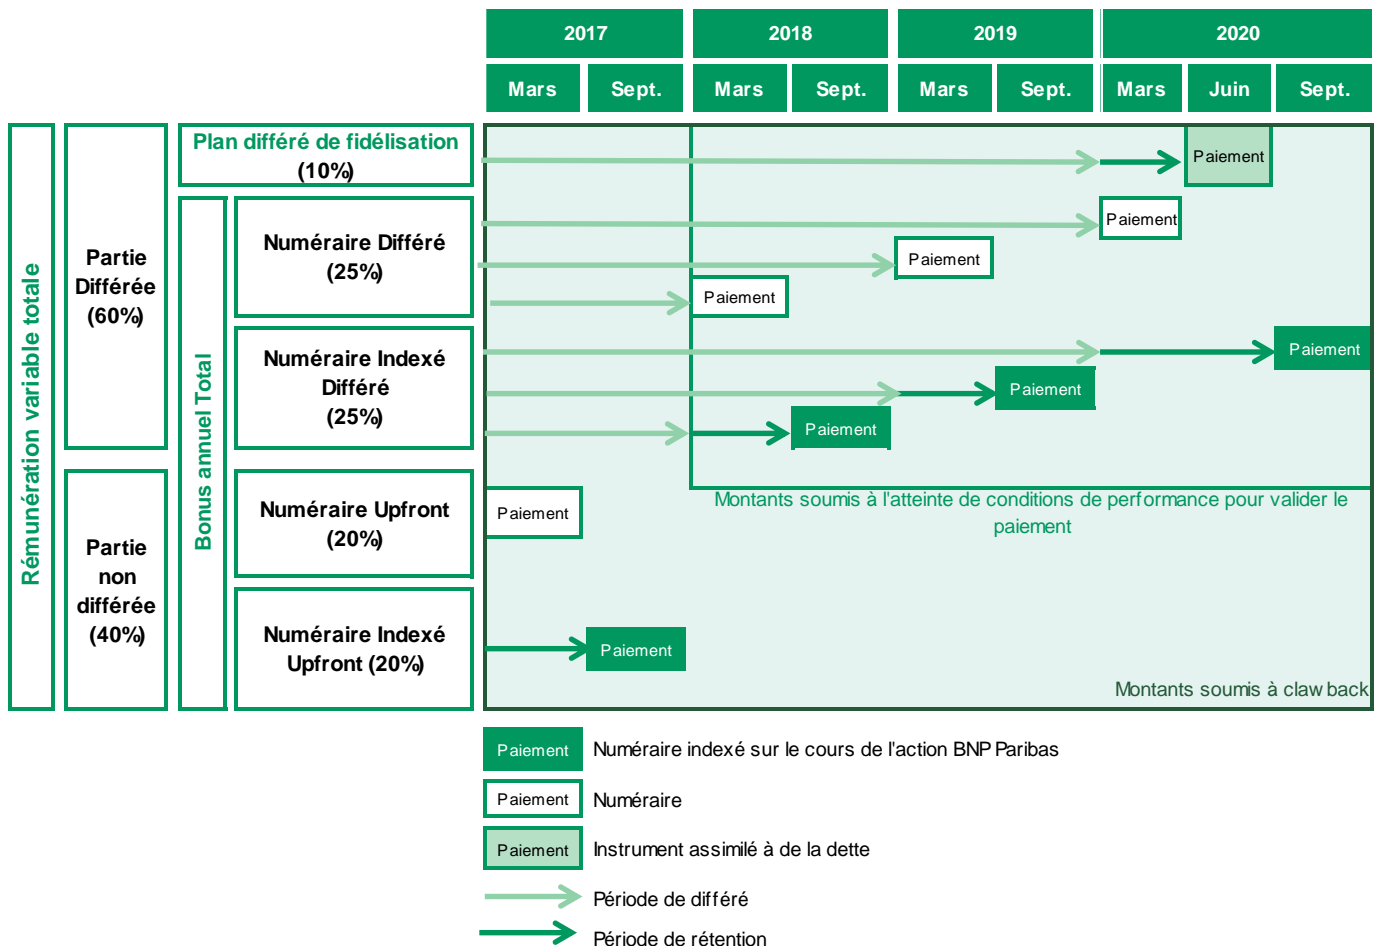 2017
2018
2019
2020
Mars
Sept.
Mars
Sept.
Mars
Sept.
Mars
Juin
Sept.
Rémunération variable totale
Partie
Différée
(60%)
Plan différé de fidélisation
(10%)
Paiement
Bonus annuel Total
Numéraire Différé
(25%)
Paiement
Paiement
Paiement
Numéraire Indexé
Différé
(25%)
Paiement
Paiement
Paiement
Partie
non
différée
(40%)
Numéraire Upfront
(20%)
Paiement
Montants soumis à l'atteinte de conditions de performance pour valider le
paiement
Numéraire Indexé
Upfront (20%)
Paiement
Montants soumis à claw back
Paiement
Numéraire indexé sur le cours de l'action BNP Paribas
Paiement
Numéraire
Paiement
Instrument assimilé à de la dette
Période de différé
Période de rétention